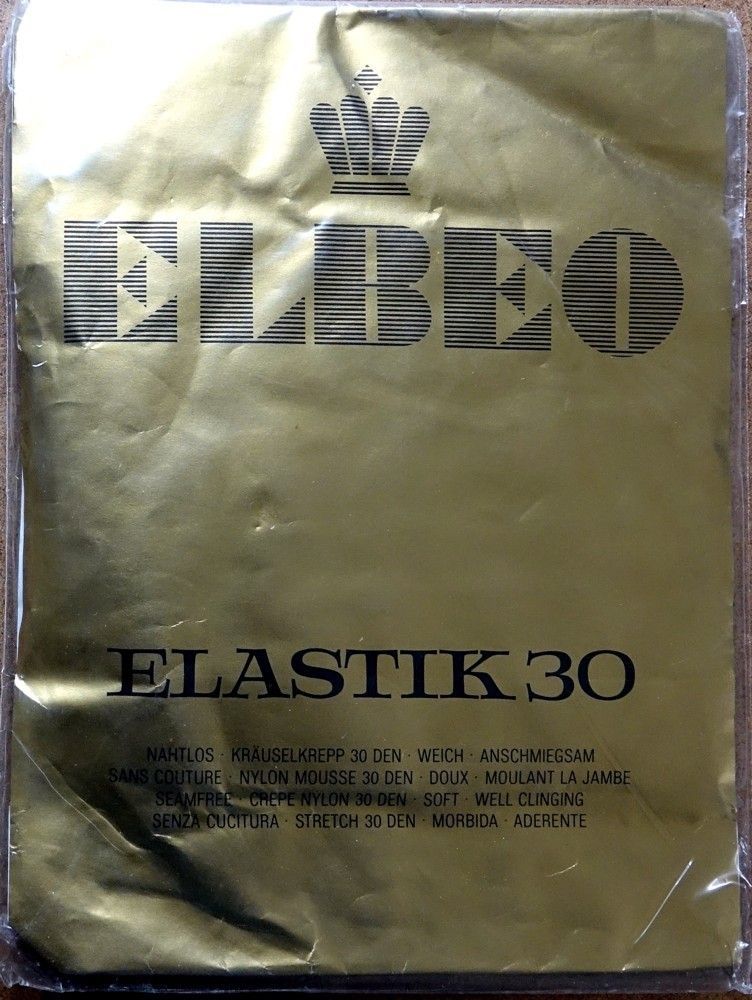 ELBEO
ELASTIK 30
NAHTLOS · KRÄUSELKREPP 30 DEN · WEICH · ANSCHMIEGSAM
SANS COUTURE · NYLON MOUSSE 30 DEN · DOUX · MOULANT LA JAMBE
SEAMFREE · CREPE NYLON 30 DEN · SOFT · WELL CLINGING
SENZA CUCITURA · STRETCH 30 DEN · MORBIDA · ADERENTE